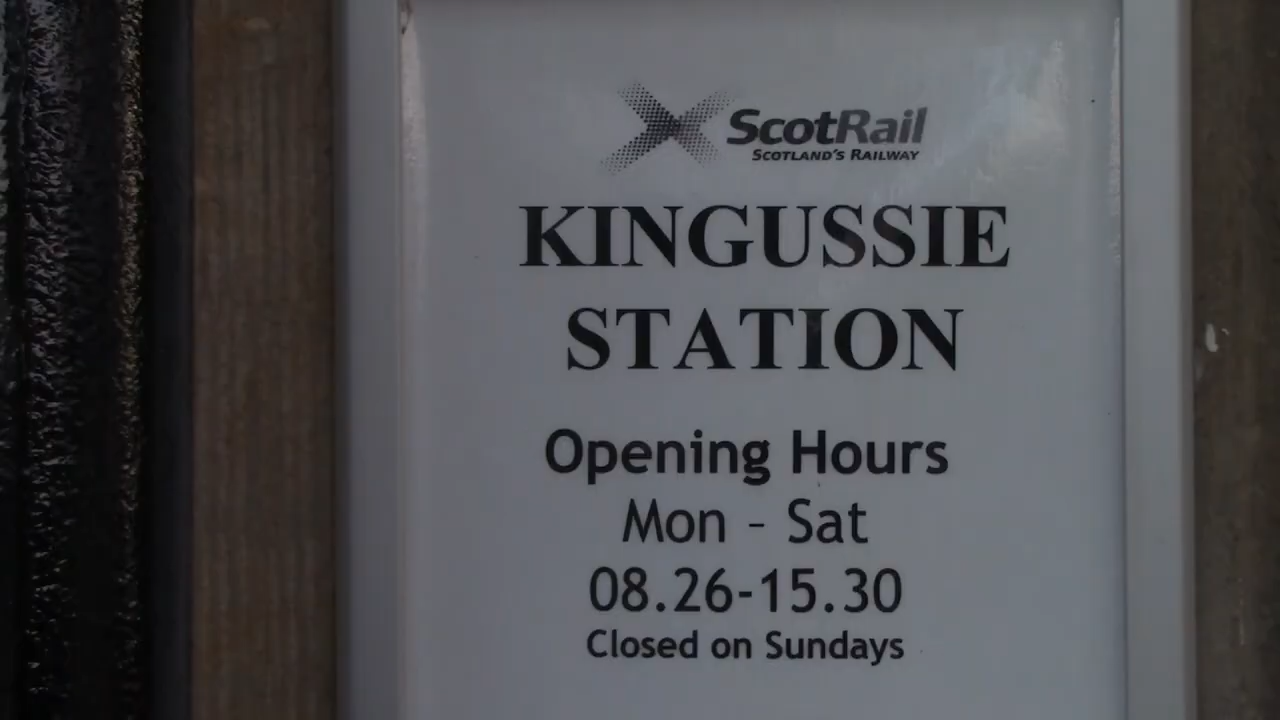 ScotRail
SCOTLAND'S RAILWAY
KINGUSSIE
STATION
Opening Hours
Mon – Sat
08.26-15.30
Closed on Sundays